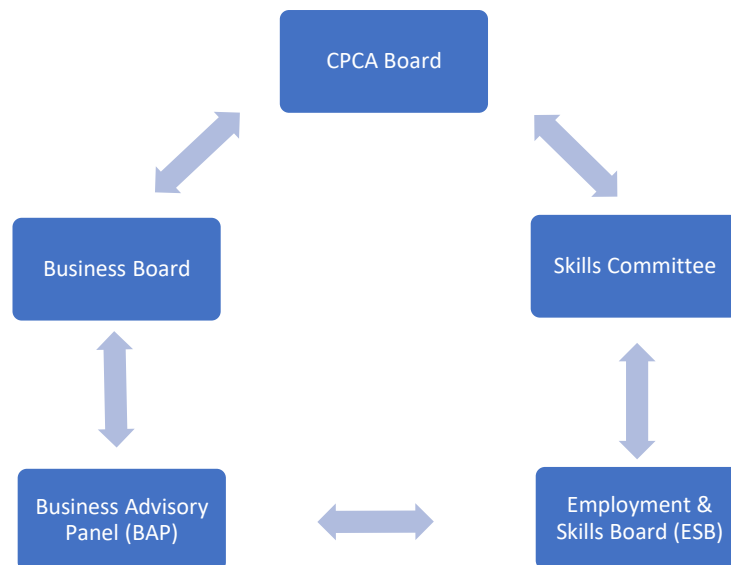 CPCA Board
Business Board
Skills Committee
Business Advisory
Panel (BAP)
Employment &
Skills Board (ESB)